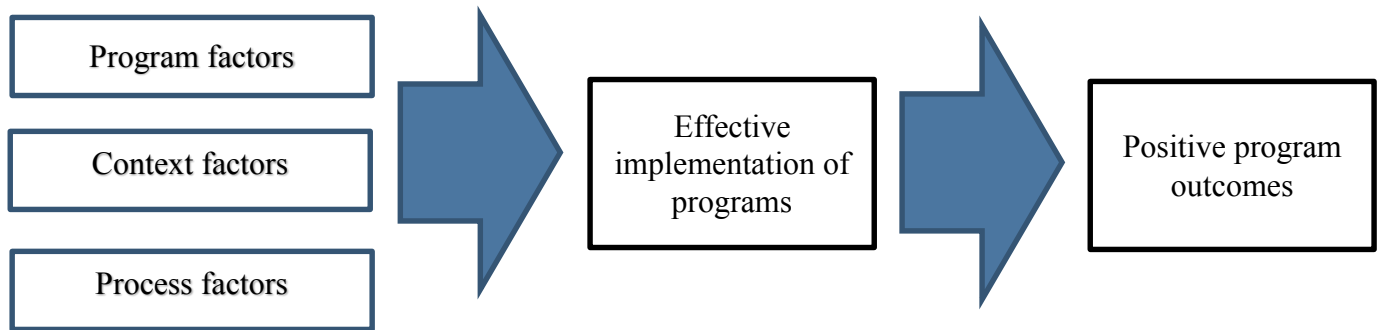 Program factors
Context factors
Process factors
Effective
implementation of
programs
Positive program
outcomes